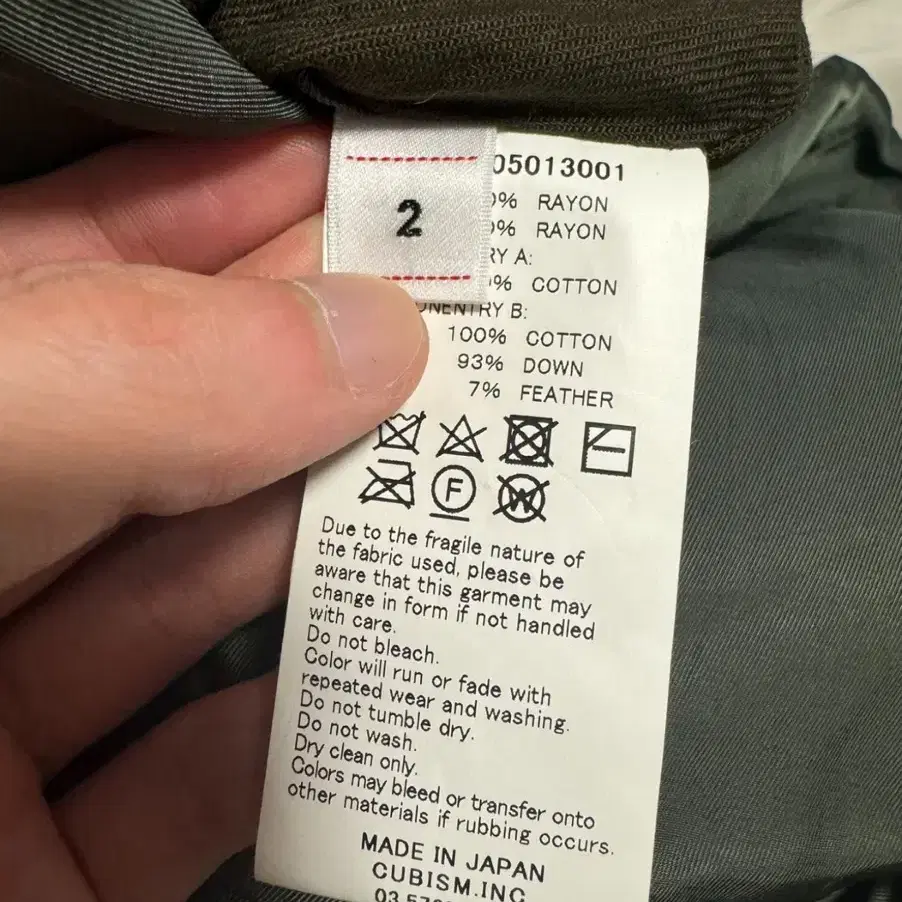 2
05013001
% RAYON
% RAYON
RY A:
% COTTON
ONENTRY B:
100% COTTON
93% DOWN
7% FEATHER
F
W
Due to the fragile nature of
the fabric used, please be
aware that this garment may
change in form if not handled
with care.
Do not bleach.
Color will run or fade with
repeated wear and washing.
Do not tumble dry.
Do not wash.
Dry clean only.
Colors may bleed or transfer onto
other materials if rubbing occurs.
MADE IN JAPAN
CUBISM.INC